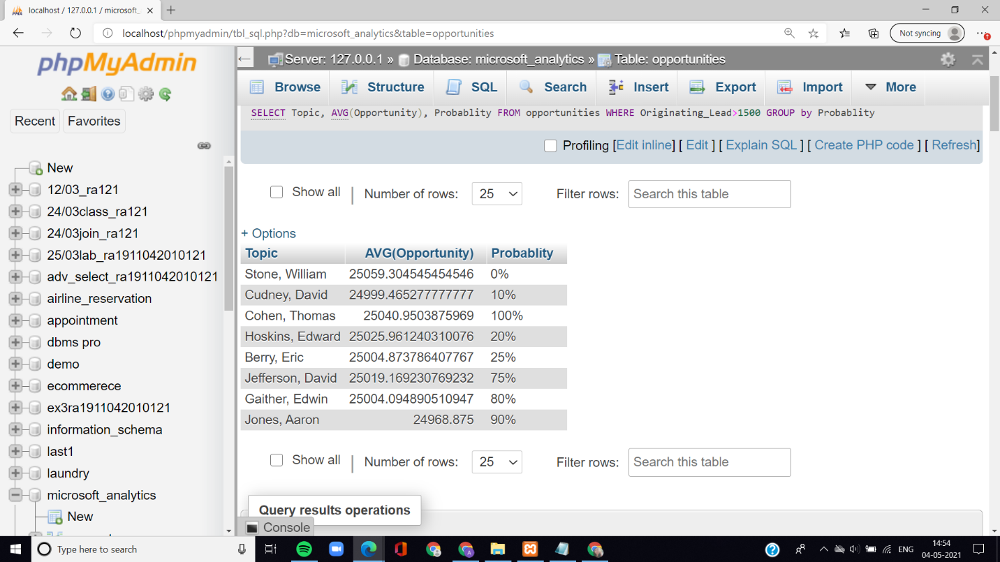 localhost / 127.0.0.1 / microsoft_
Not syncing
localhost/phpmyadmin/tbl_sql.php?db=microsoft_analytics&table=opportunities
phpMyAdmin
Recent
Favorites
New
12/03_ra121
24/03class_ra121
24/03join_ra121
25/03lab_ra1911042010121
adv_select_ra1911042010121
airline_reservation
appointment
dbms pro
demo
ecommerece
ex3ra1911042010121
information_schema
last1
laundry
microsoft_analytics
New
Server: 127.0.0.1 » Database: microsoft_analytics » Table: opportunities
Browse Structure SQL Search Insert Export Import More
SELECT Topic, AVG(Opportunity), Probablity FROM opportunities WHERE Originating_Lead>1500 GROUP by Probablity
Profiling [Edit inline] [ Edit ] [ Explain SQL ] [ Create PHP code ] [ Refresh]
Show all | Number of rows: 25 Filter rows: Search this table
+ Options
Topic AVG(Opportunity) Probablity
Stone, William 25059.304545454546 0%
Cudney, David 24999.465277777777 10%
Cohen, Thomas 25040.9503875969 100%
Hoskins, Edward 25025.961240310076 20%
Berry, Eric 25004.873786407767 25%
Jefferson, David 25019.169230769232 75%
Gaither, Edwin 25004.094890510947 80%
Jones, Aaron 24968.875 90%
Show all | Number of rows: 25 Filter rows: Search this table
Query results operations
Console
Type here to search
ENG
14:54
04-05-2021